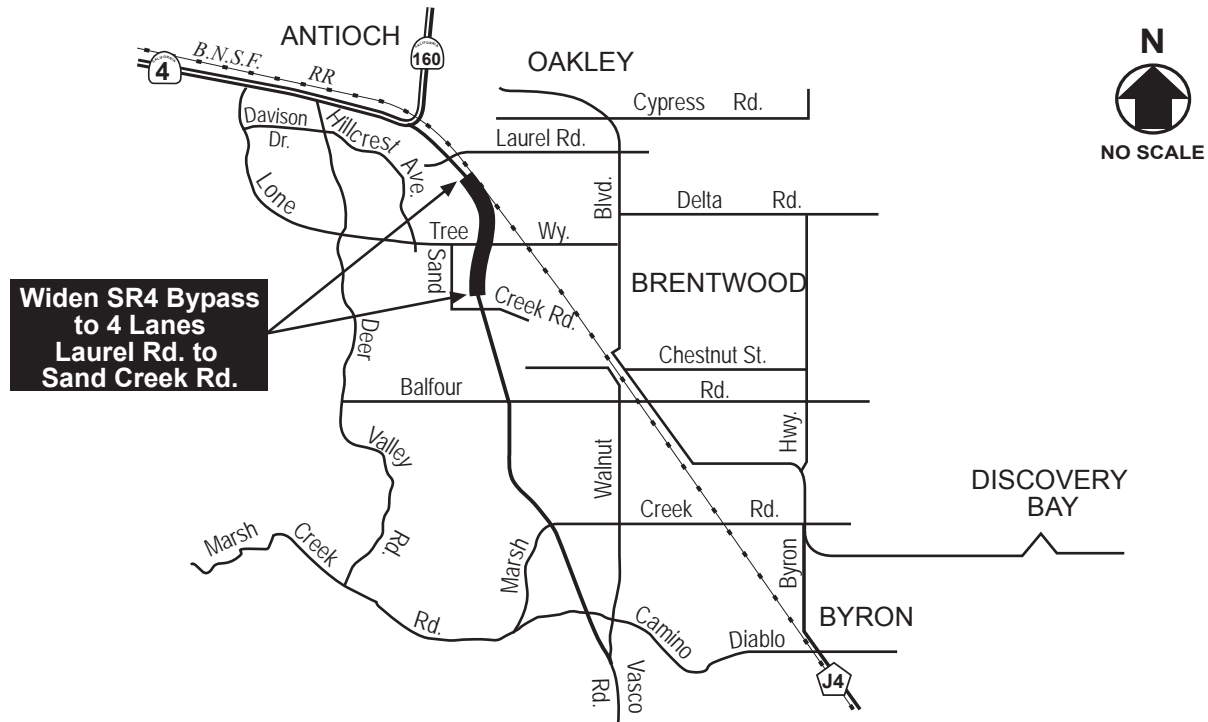 ANTIOCH
CALIFORNIA
160
B.N.S.F.
RR
CALIFORNIA
4
OAKLEY
N
NO SCALE
Cypress Rd.
Davison
Dr.
Hillcrest Ave.
Laurel Rd.
Lone
Tree Wy.
Blvd.
Delta Rd.
Sand
Creek Rd.
BRENTWOOD
Widen SR4 Bypass
to 4 Lanes
Laurel Rd. to
Sand Creek Rd.
Deer
Valley
Rd.
Chestnut St.
Balfour Rd.
Walnut
Hwy.
DISCOVERY
BAY
Marsh
Creek
Rd.
Marsh
Creek Rd.
Byron
BYRON
Camino
Diablo
Vasco
Rd.
J4